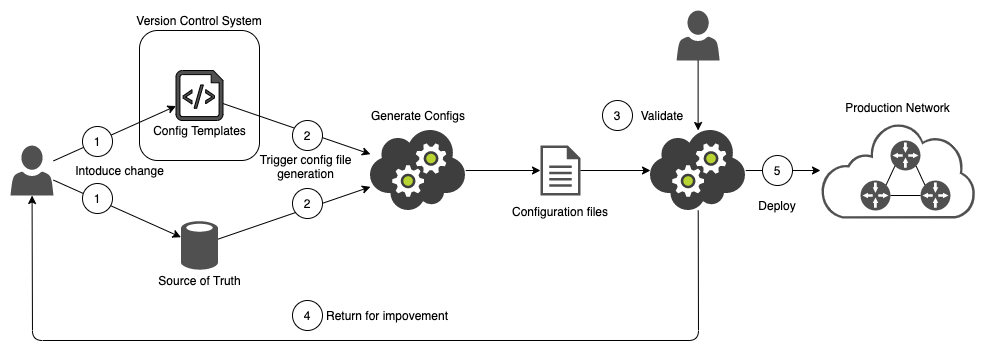 Version Control System
</>
Config Templates
1
Intoduce change
1
2
Trigger config file
generation
2
Source of Truth
Generate Configs
Configuration files
3
Validate
5
Deploy
Production Network
4
Return for impovement